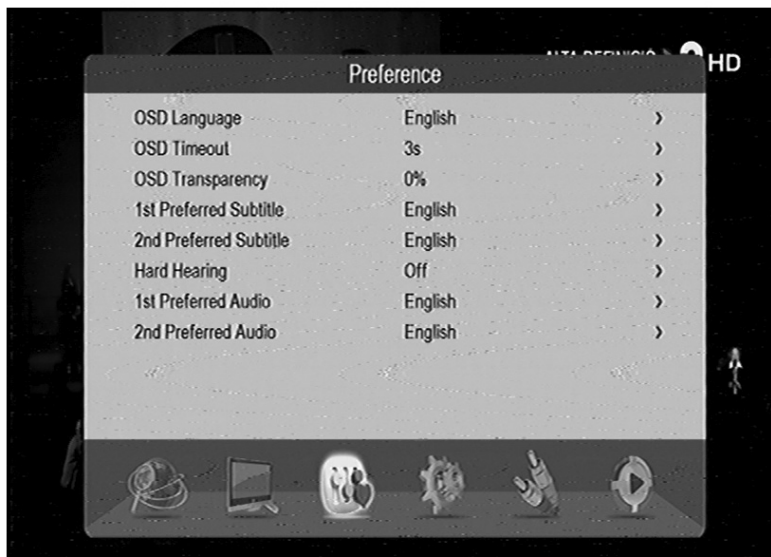 HD
Preference
OSD Language English
OSD Timeout 3s
OSD Transparency 0%
1st Preferred Subtitle English
2nd Preferred Subtitle English
Hard Hearing Off
1st Preferred Audio English
2nd Preferred Audio English